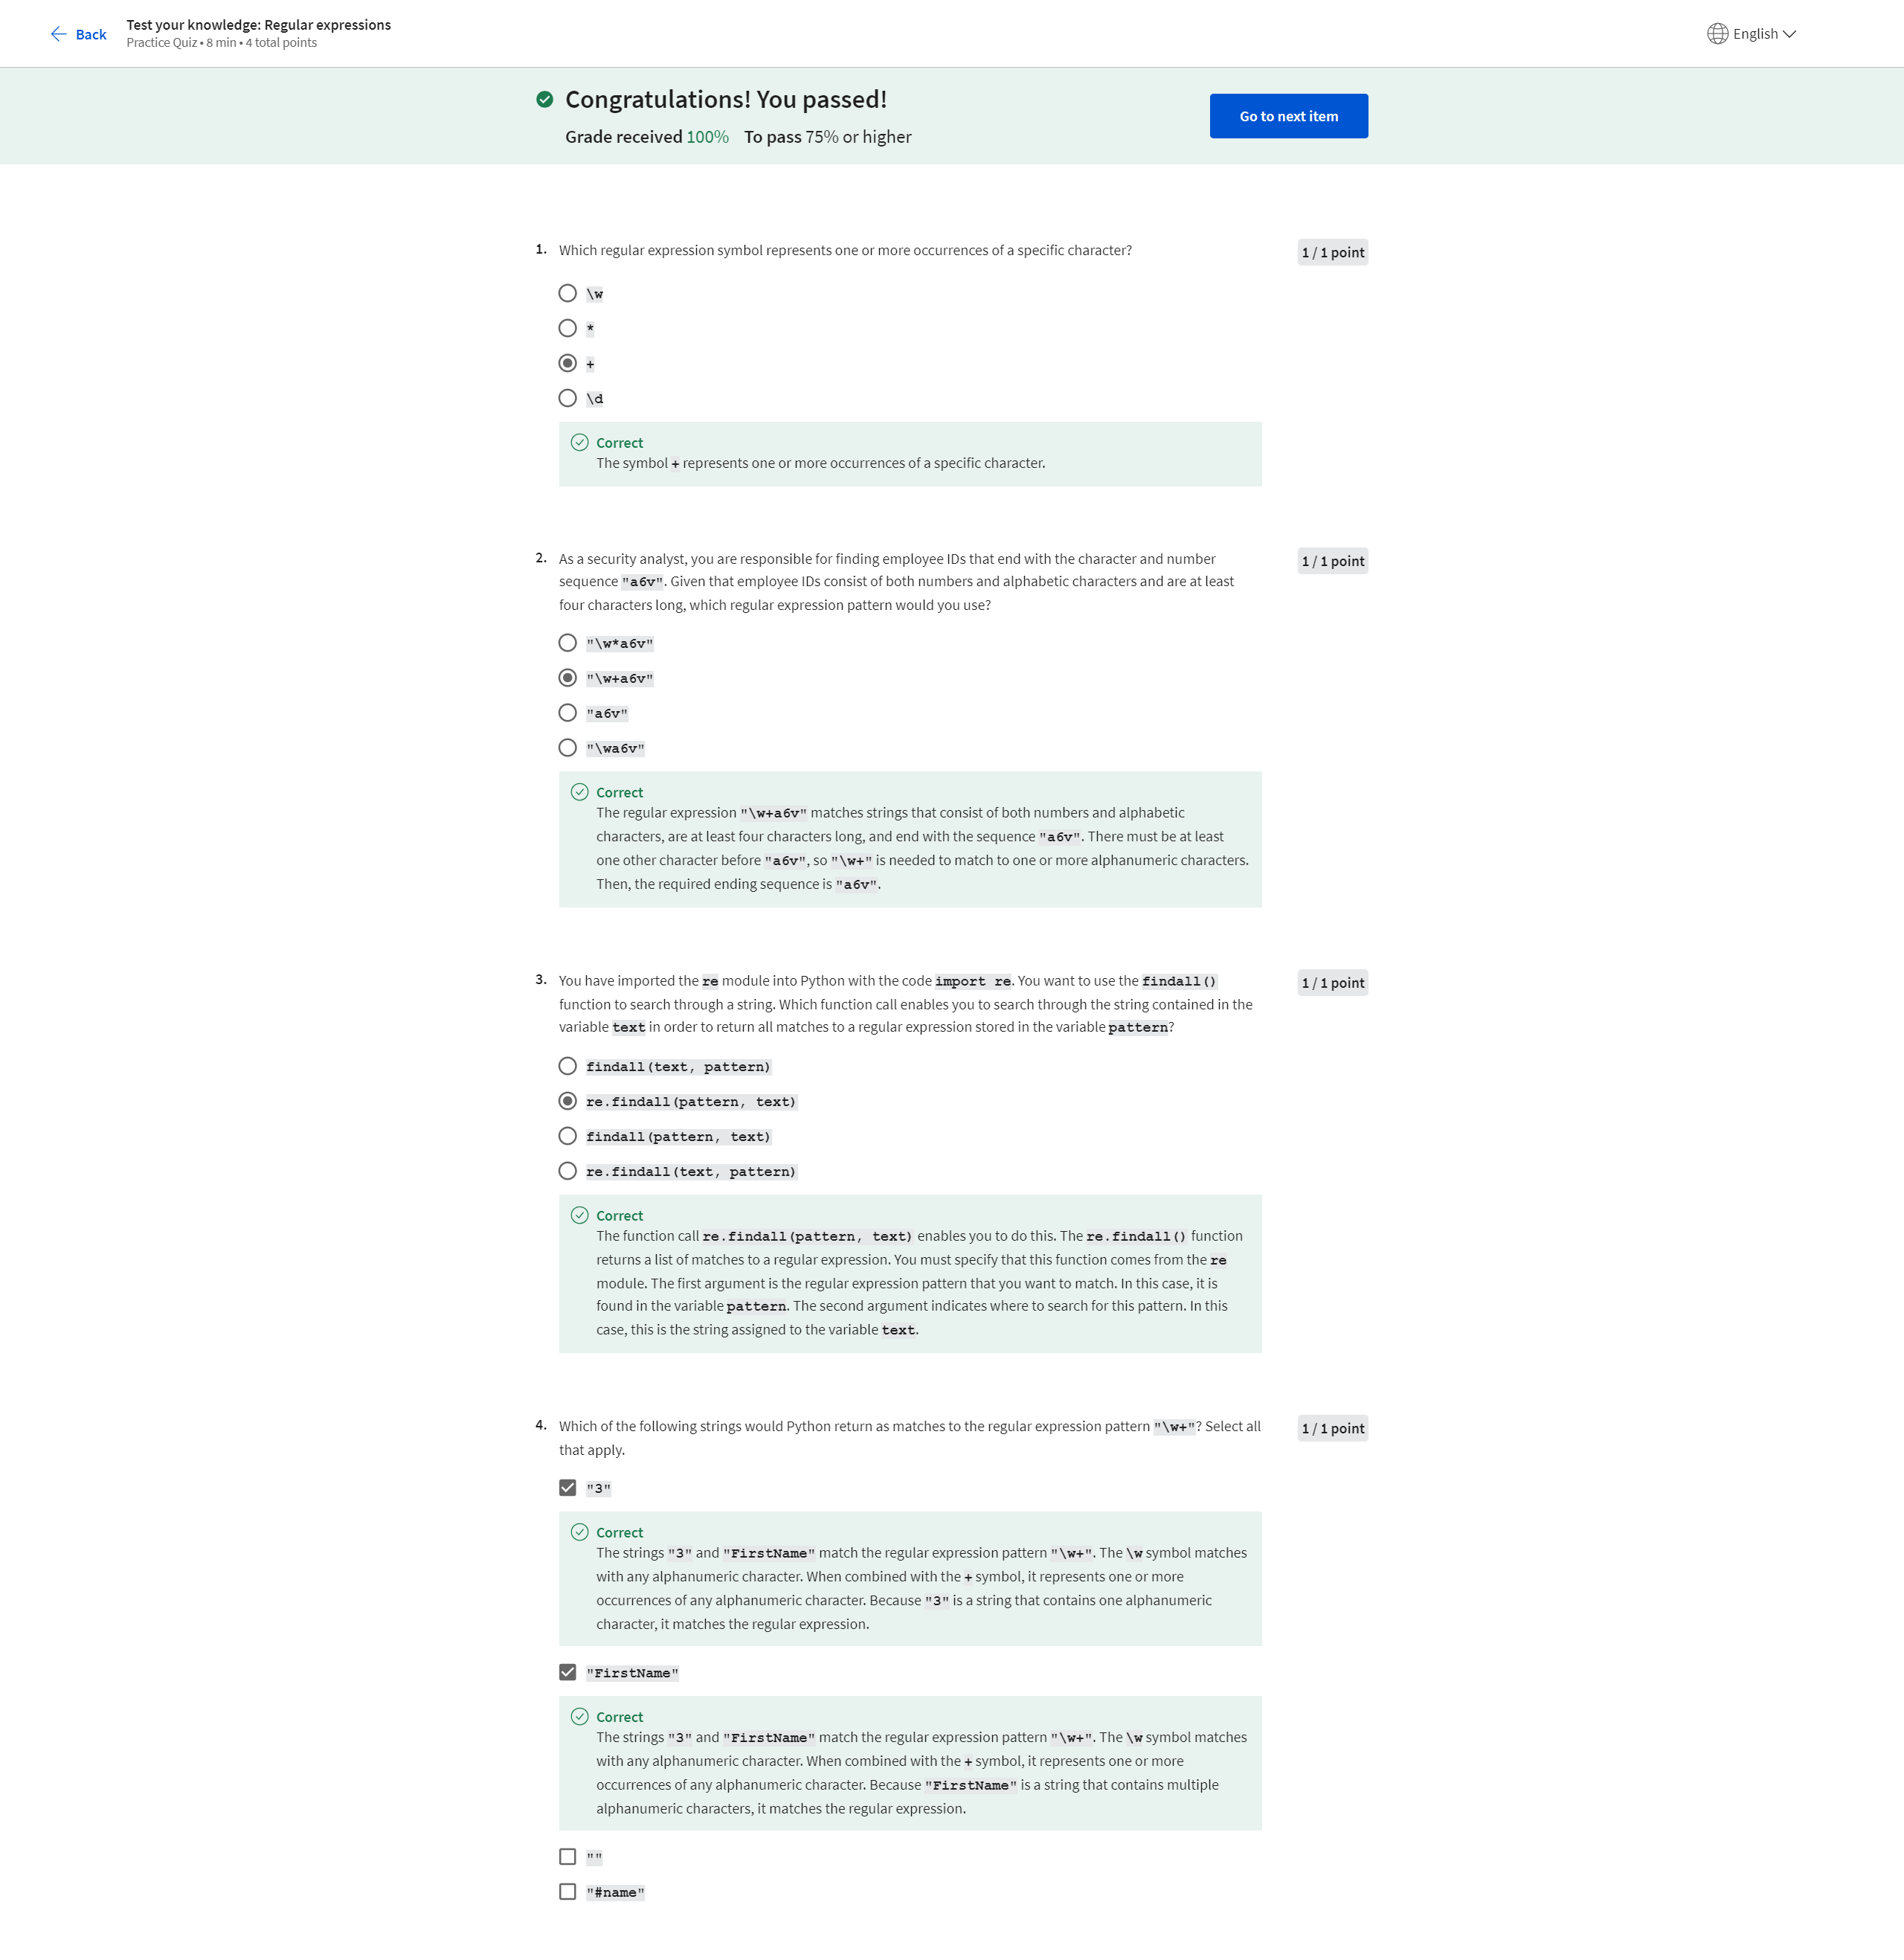 Back
Test your knowledge: Regular expressions
Practice Quiz • 8 min • 4 total points
English
Congratulations! You passed!
Grade received 100% To pass 75% or higher
Go to next item
1. Which regular expression symbol represents one or more occurrences of a specific character?
1 / 1 point
\w
*
+
\d
Correct
The symbol + represents one or more occurrences of a specific character.
2. As a security analyst, you are responsible for finding employee IDs that end with the character and number
sequence "a6v". Given that employee IDs consist of both numbers and alphabetic characters and are at least
four characters long, which regular expression pattern would you use?
1 / 1 point
"\w*a6v"
"\w+a6v"
"a6v"
"\wa6v"
Correct
The regular expression "\w+a6v" matches strings that consist of both numbers and alphabetic
characters, are at least four characters long, and end with the sequence "a6v". There must be at least
one other character before "a6v", so "\w+" is needed to match to one or more alphanumeric characters.
Then, the required ending sequence is "a6v".
3. You have imported the re module into Python with the code import re. You want to use the findall()
function to search through a string. Which function call enables you to search through the string contained in the
variable text in order to return all matches to a regular expression stored in the variable pattern?
1 / 1 point
findall(text, pattern)
re.findall(pattern, text)
findall(pattern, text)
re.findall(text, pattern)
Correct
The function call re.findall(pattern, text) enables you to do this. The re.findall() function
returns a list of matches to a regular expression. You must specify that this function comes from the re
module. The first argument is the regular expression pattern that you want to match. In this case, it is
found in the variable pattern. The second argument indicates where to search for this pattern. In this
case, this is the string assigned to the variable text.
4. Which of the following strings would Python return as matches to the regular expression pattern "\w+"? Select all
that apply.
1 / 1 point
"3"
Correct
The strings "3" and "FirstName" match the regular expression pattern "\w+". The \w symbol matches
with any alphanumeric character. When combined with the + symbol, it represents one or more
occurrences of any alphanumeric character. Because "3" is a string that contains one alphanumeric
character, it matches the regular expression.
"FirstName"
Correct
The strings "3" and "FirstName" match the regular expression pattern "\w+". The \w symbol matches
with any alphanumeric character. When combined with the + symbol, it represents one or more
occurrences of any alphanumeric character. Because "FirstName" is a string that contains multiple
alphanumeric characters, it matches the regular expression.
""
"#name"